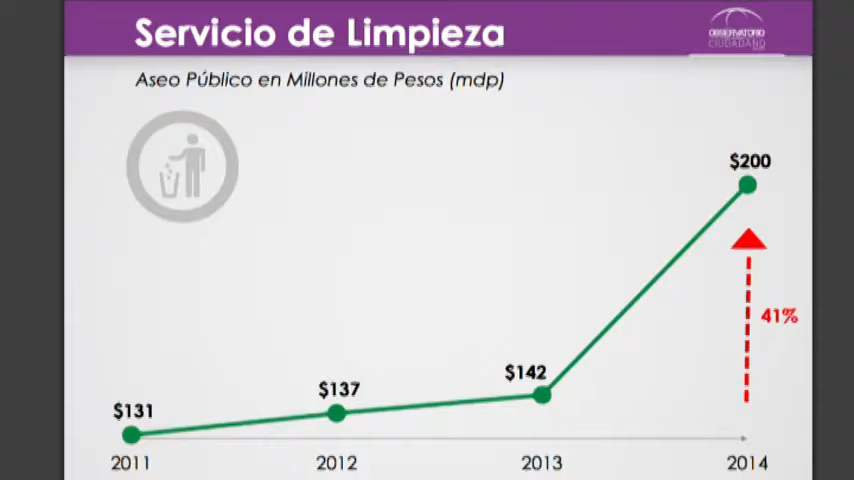 Servicio de Limpieza
OBSERVATORIO
CIUDADANO
Aseo Público en Millones de Pesos (mdp)
$200
41%
$142
$137
$131
2011 2012 2013 2014